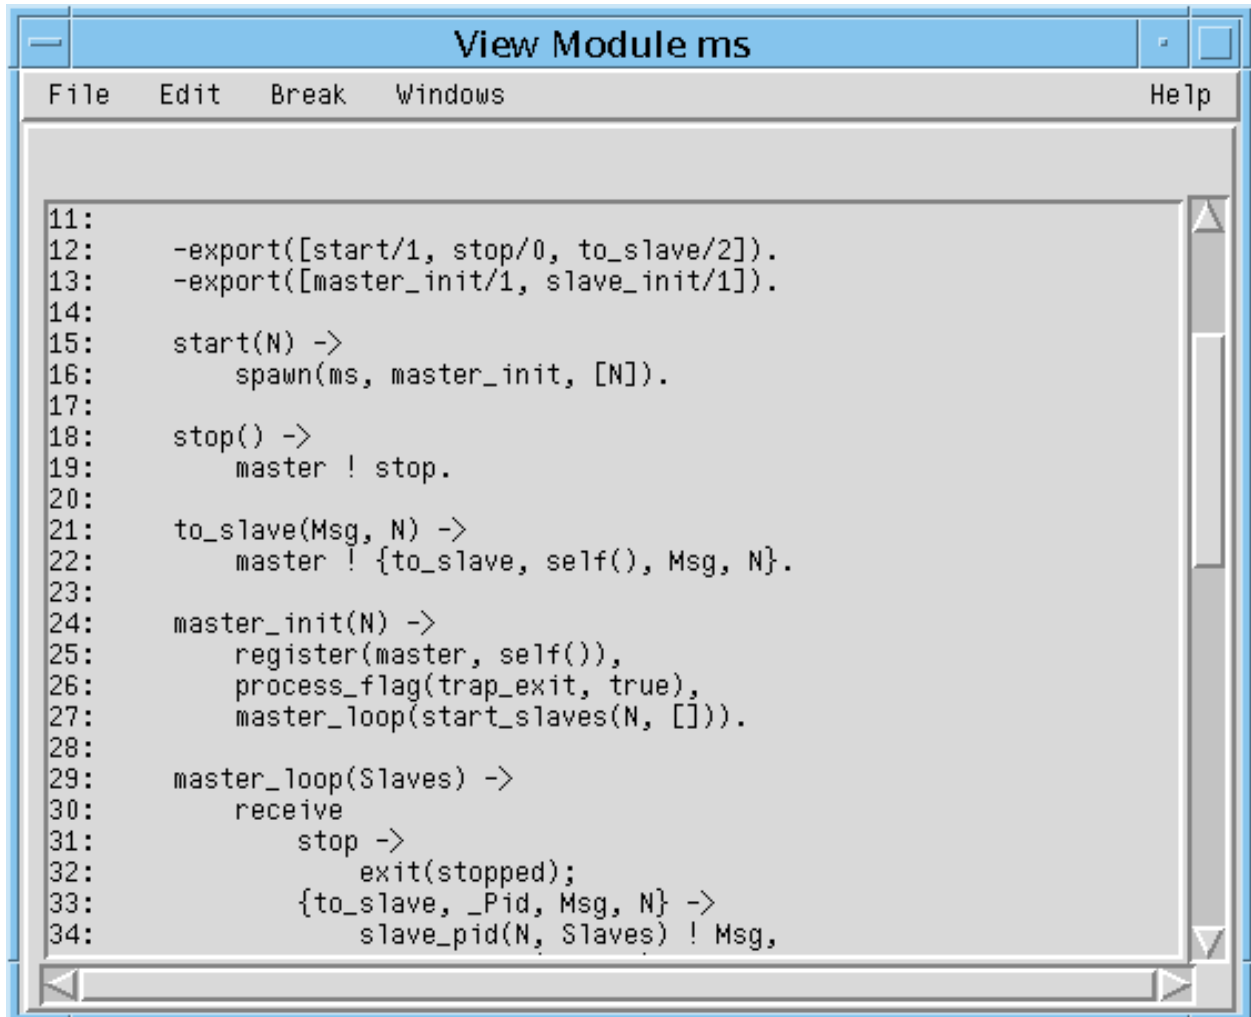 View Module ms
File Edit Break Windows Help
11:
12: -export([start/1, stop/0, to_slave/2]).
13: -export([master_init/1, slave_init/1]).
14:
15: start(N) ->
16:     spawn(ms, master_init, [N]).
17:
18: stop() ->
19:     master ! stop.
20:
21: to_slave(Msg, N) ->
22:     master ! {to_slave, self(), Msg, N}.
23:
24: master_init(N) ->
25:     register(master, self()),
26:     process_flag(trap_exit, true),
27:     master_loop(start_slaves(N, [])).
28:
29: master_loop(Slaves) ->
30:     receive
31:         stop ->
32:             exit(stopped);
33:         {to_slave, _Pid, Msg, N} ->
34:             slave_pid(N, Slaves) ! Msg,